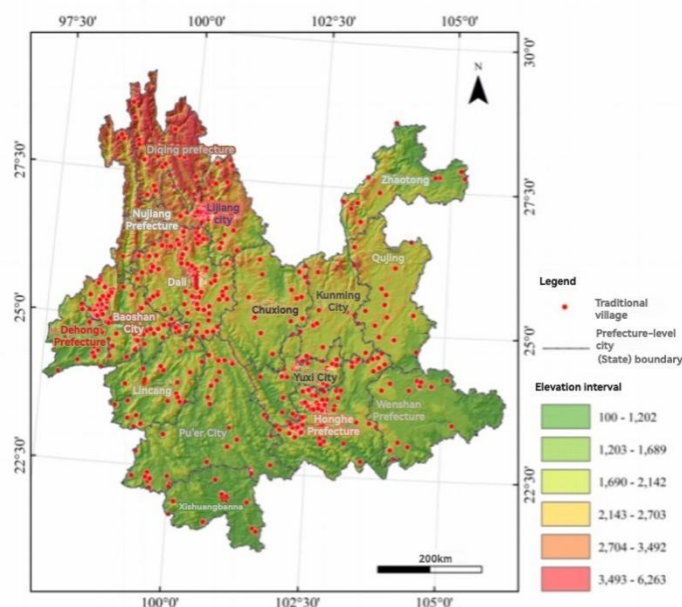 97°30' 100°0' 102°30' 105°0'
30°0'
N
27°30'
27°30'
25°0'
25°0'
22°30'
22°30'
Diqing prefecture
Zhaotong
Lijiang
city
Nujiang
Prefecture
Qujing
Dali
Kunming
City
Chuxiong
Baoshan
City
Dehong
Prefecture
Yuxi City
Lincang
Wenshan
Prefecture
Honghe
Prefecture
Pu'er City
Xishuangbanna
Legend
Traditional
village
Prefecture-level
city
(State) boundary
Elevation interval
100 - 1,202
1,203 - 1,689
1,690 - 2,142
2,143 - 2,703
2,704 - 3,492
3,493 - 6,263
200km
100°0' 102°30' 105°0'